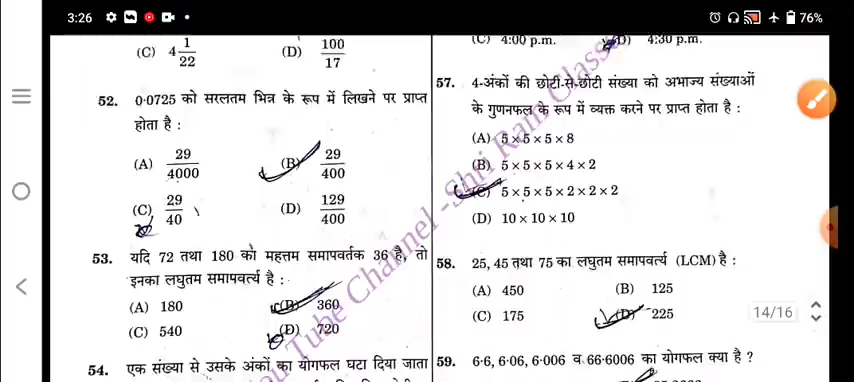 3:26
76%
(C) 4 1/22 (D) 100/17
52. 0·0725 को सरलतम भिन्न के रूप में लिखने पर प्राप्त
होता है :
(A) 29/4000 (B) 29/400
(C) 29/40 (D) 129/400
53. यदि 72 तथा 180 का महत्तम समापवर्तक 36 है, तो
इनका लघुतम समापवर्त्य है :
(A) 180 (B) 360
(C) 540 (D) 720
54. एक संख्या से उसके अंकों का योगफल घटा दिया जाता
(C) 4:00 p.m. (D) 4:30 p.m.
57. 4-अंकों की छोटी-से-छोटी संख्या को अभाज्य संख्याओं
के गुणनफल के रूप में व्यक्त करने पर प्राप्त होता है :
(A) 5 × 5 × 5 × 8
(B) 5 × 5 × 5 × 4 × 2
(C) 5 × 5 × 5 × 2 × 2 × 2
(D) 10 × 10 × 10
58. 25, 45 तथा 75 का लघुतम समापवर्त्य (LCM) है :
(A) 450 (B) 125
(C) 175 (D) 225
59. 6·6, 6·06, 6·006 व 66·6006 का योगफल क्या है ?
14/16
Tube Channel -Shri Ram Class